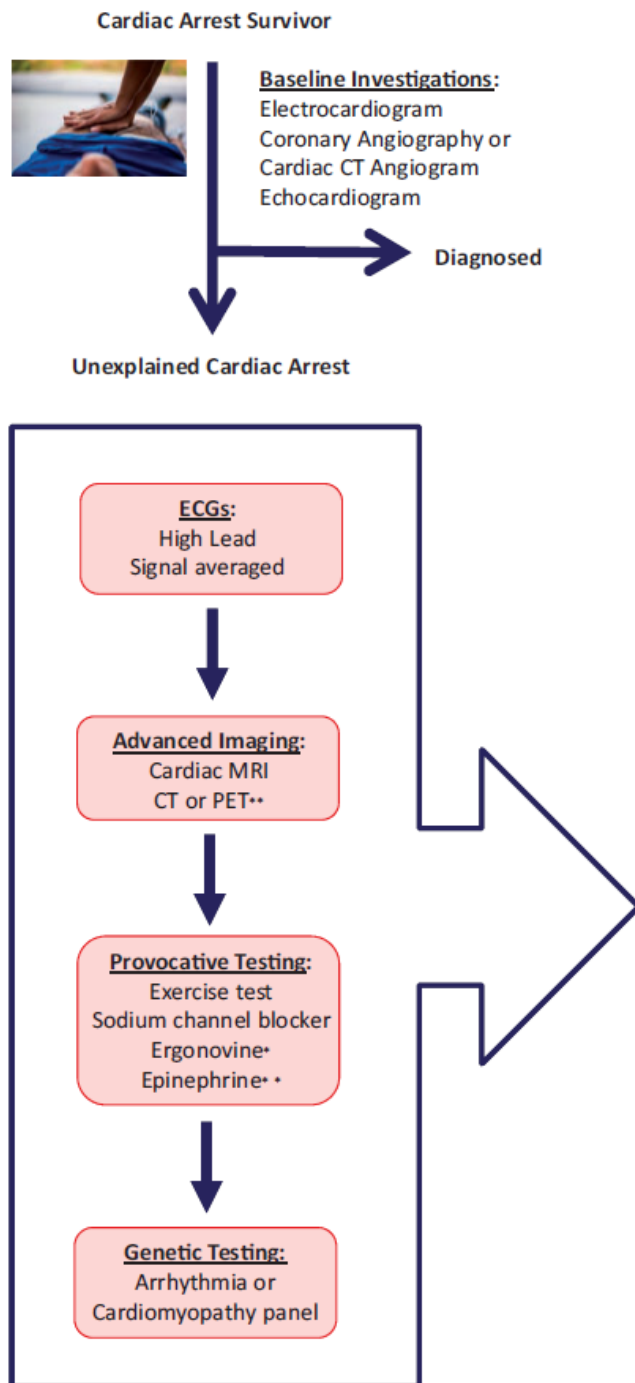 Cardiac Arrest Survivor
Baseline Investigations:
Electrocardiogram
Coronary Angiography or
Cardiac CT Angiogram
Echocardiogram
Diagnosed
Unexplained Cardiac Arrest
ECGs:
High Lead
Signal averaged
Advanced Imaging:
Cardiac MRI
CT or PET**
Provocative Testing:
Exercise test
Sodium channel blocker
Ergonovine*
Epinephrine**
Genetic Testing:
Arrhythmia or
Cardiomyopathy panel